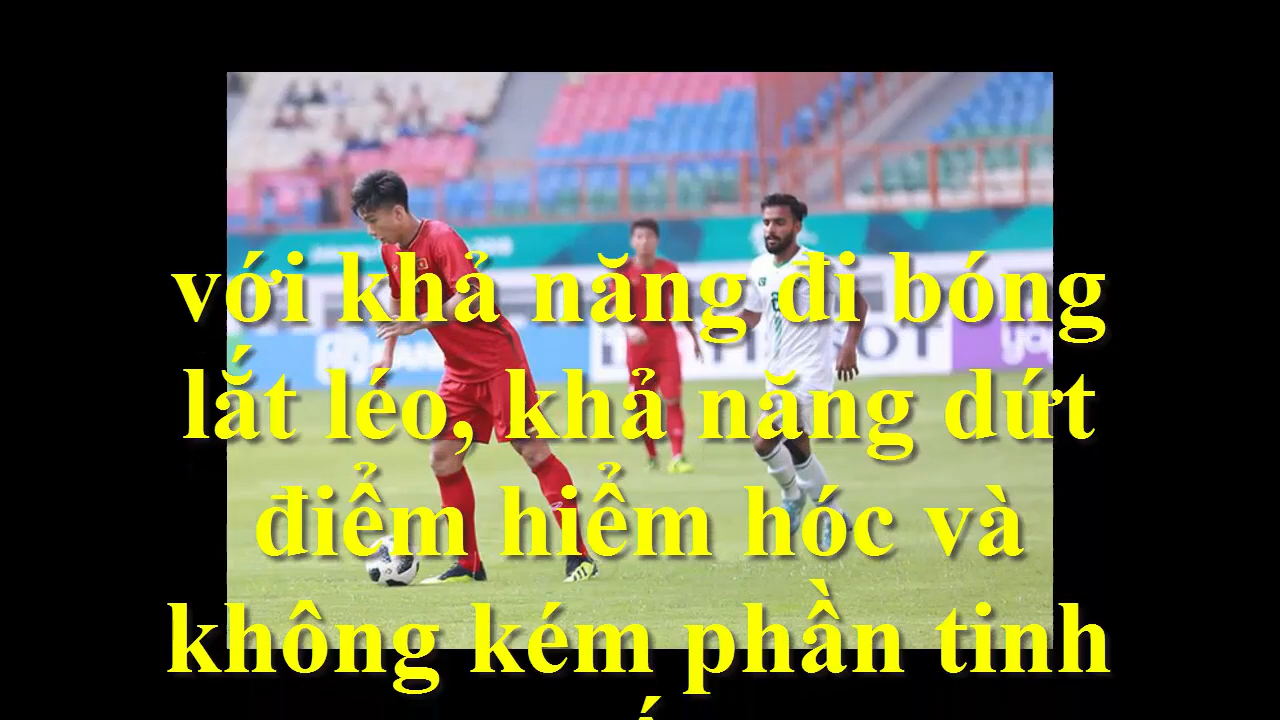 với khả năng đi bóng
lắt léo, khả năng dứt
điểm hiểm hóc và
không kém phần tinh